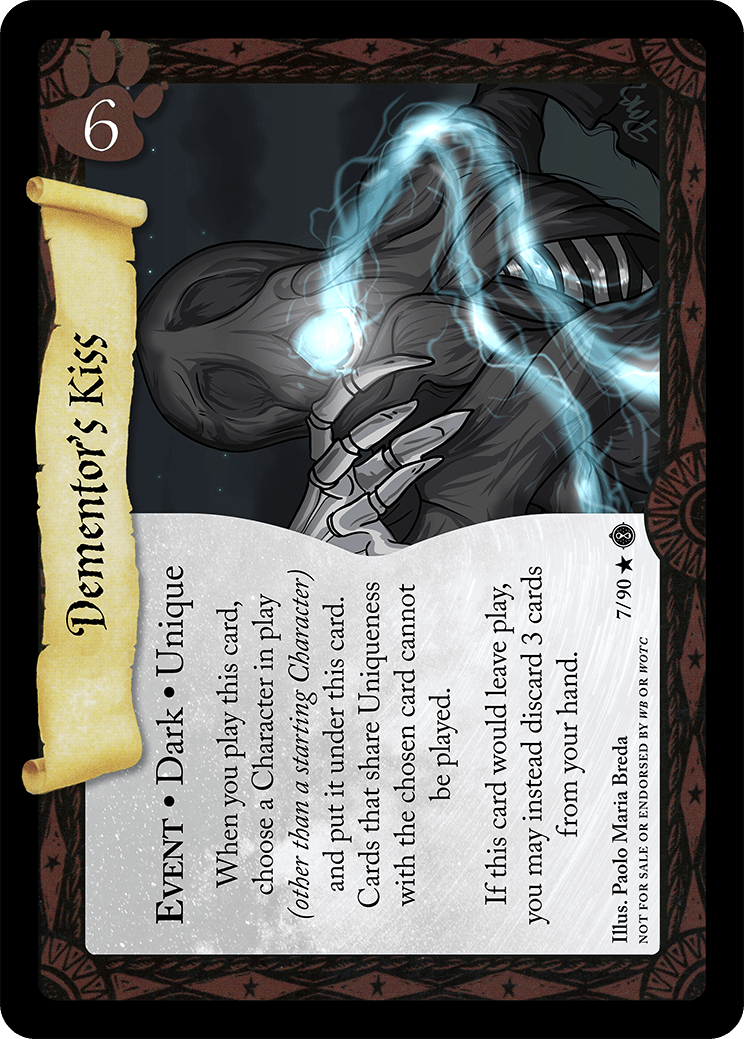 6
Dementor's Kiss
EVENT • Dark • Unique
When you play this card,
choose a Character in play
(other than a starting Character)
and put it under this card.
Cards that share Uniqueness
with the chosen card cannot
be played.
If this card would leave play,
you may instead discard 3 cards
from your hand.
Illus. Paolo Maria Breda 7/90 ★
NOT FOR SALE OR ENDORSED BY WB OR WOTC